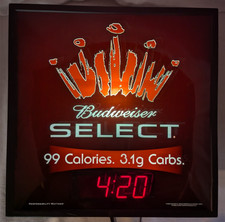 Budweiser
SELECT.
99 Calories. 3.1g Carbs.
4:20